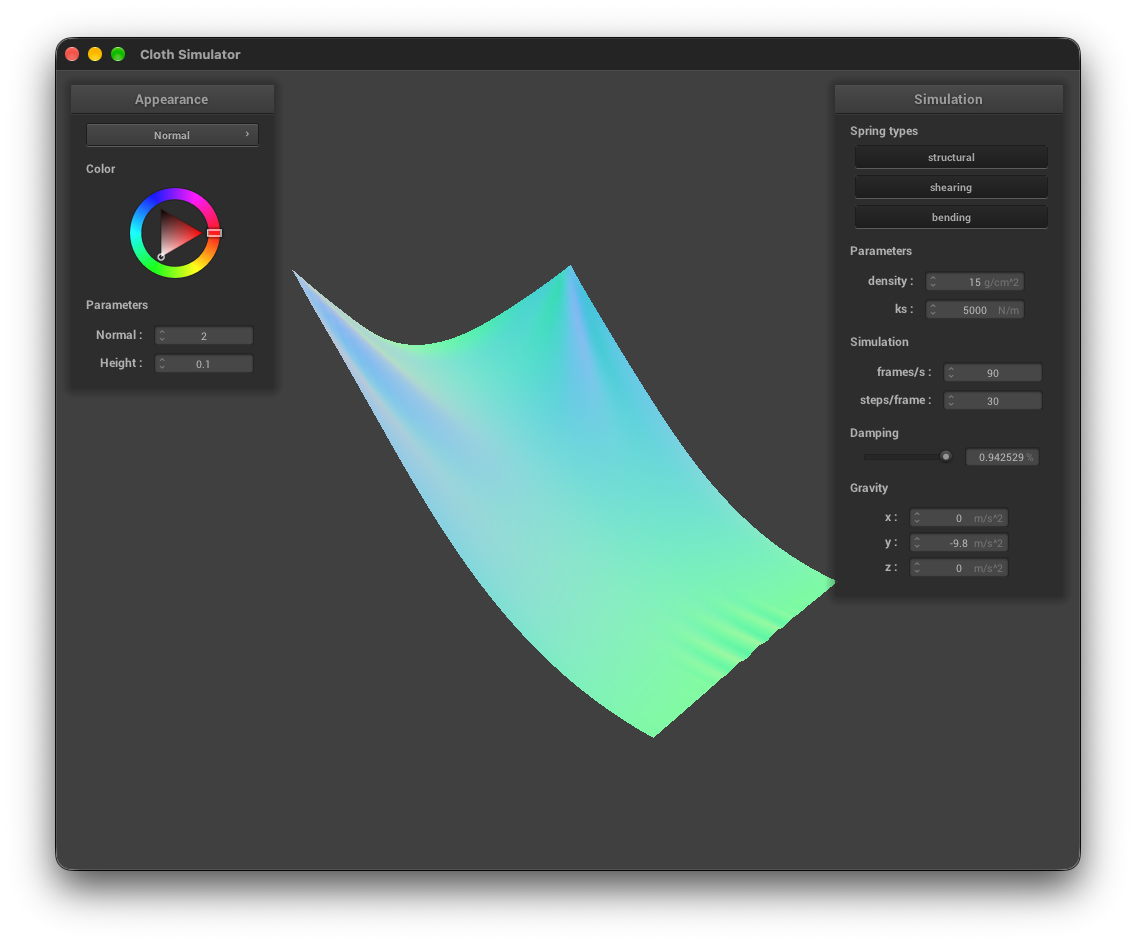 Cloth Simulator
Appearance
Normal
Color
Parameters
Normal : 2
Height : 0.1
Simulation
Spring types
structural
shearing
bending
Parameters
density : 15 g/cm^2
ks : 5000 N/m
Simulation
frames/s : 90
steps/frame : 30
Damping
0.942529 %
Gravity
x : 0 m/s^2
y : -9.8 m/s^2
z : 0 m/s^2